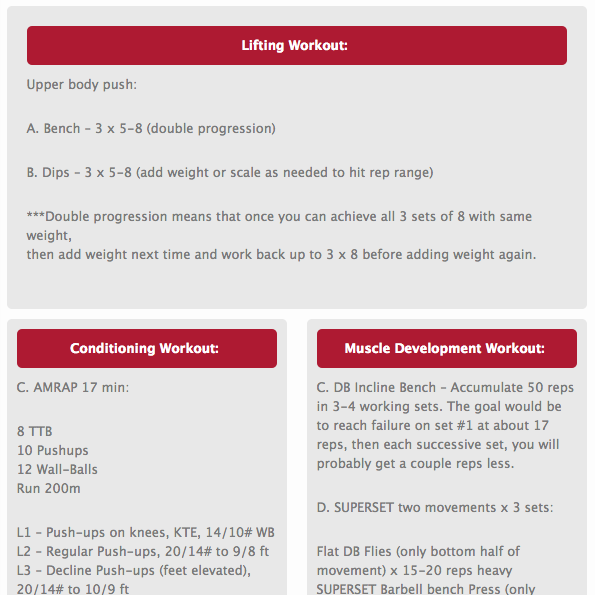 Lifting Workout:
Upper body push:
A. Bench – 3 x 5-8 (double progression)
B. Dips – 3 x 5-8 (add weight or scale as needed to hit rep range)
***Double progression means that once you can achieve all 3 sets of 8 with same
weight,
then add weight next time and work back up to 3 x 8 before adding weight again.
Conditioning Workout:
C. AMRAP 17 min:
8 TTB
10 Pushups
12 Wall-Balls
Run 200m
L1 – Push-ups on knees, KTE, 14/10# WB
L2 – Regular Push-ups, 20/14# to 9/8 ft
L3 – Decline Push-ups (feet elevated),
20/14# to 10/9 ft
Muscle Development Workout:
C. DB Incline Bench – Accumulate 50 reps
in 3-4 working sets. The goal would be
to reach failure on set #1 at about 17
reps, then each successive set, you will
probably get a couple reps less.
D. SUPERSET two movements x 3 sets:
Flat DB Flies (only bottom half of
movement) x 15-20 reps heavy
SUPERSET Barbell bench Press (only